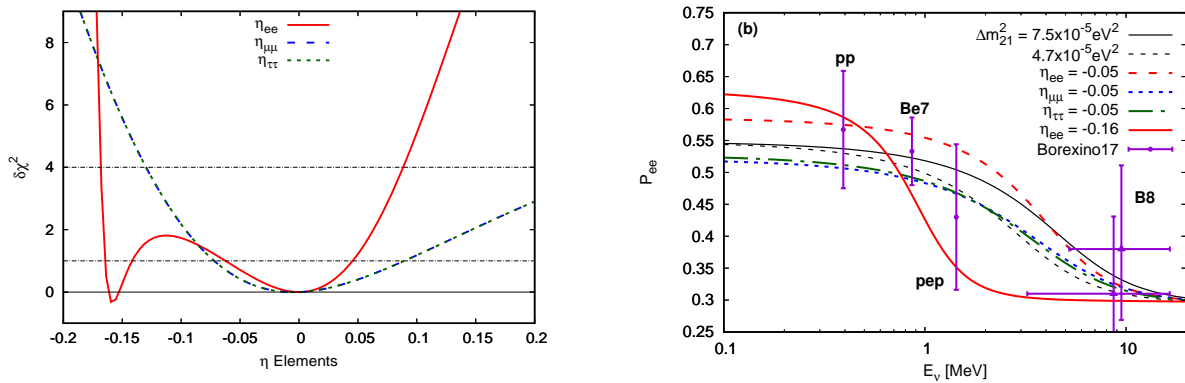 δχ²
8
6
4
2
0
-0.2
-0.15
-0.1
-0.05
0
0.05
0.1
0.15
0.2
η Elements
η_ee
η_μμ
η_ττ
(b)
P_ee
0.7
0.65
0.6
0.55
0.5
0.45
0.4
0.35
0.3
0.25
0.1
1
10
E_ν [MeV]
Δm²_21 = 7.5x10⁻⁵eV²
4.7x10⁻⁵eV²
η_ee = -0.05
η_μμ = -0.05
η_ττ = -0.05
η_ee = -0.16
Borexino17
pp
Be7
pep
B8